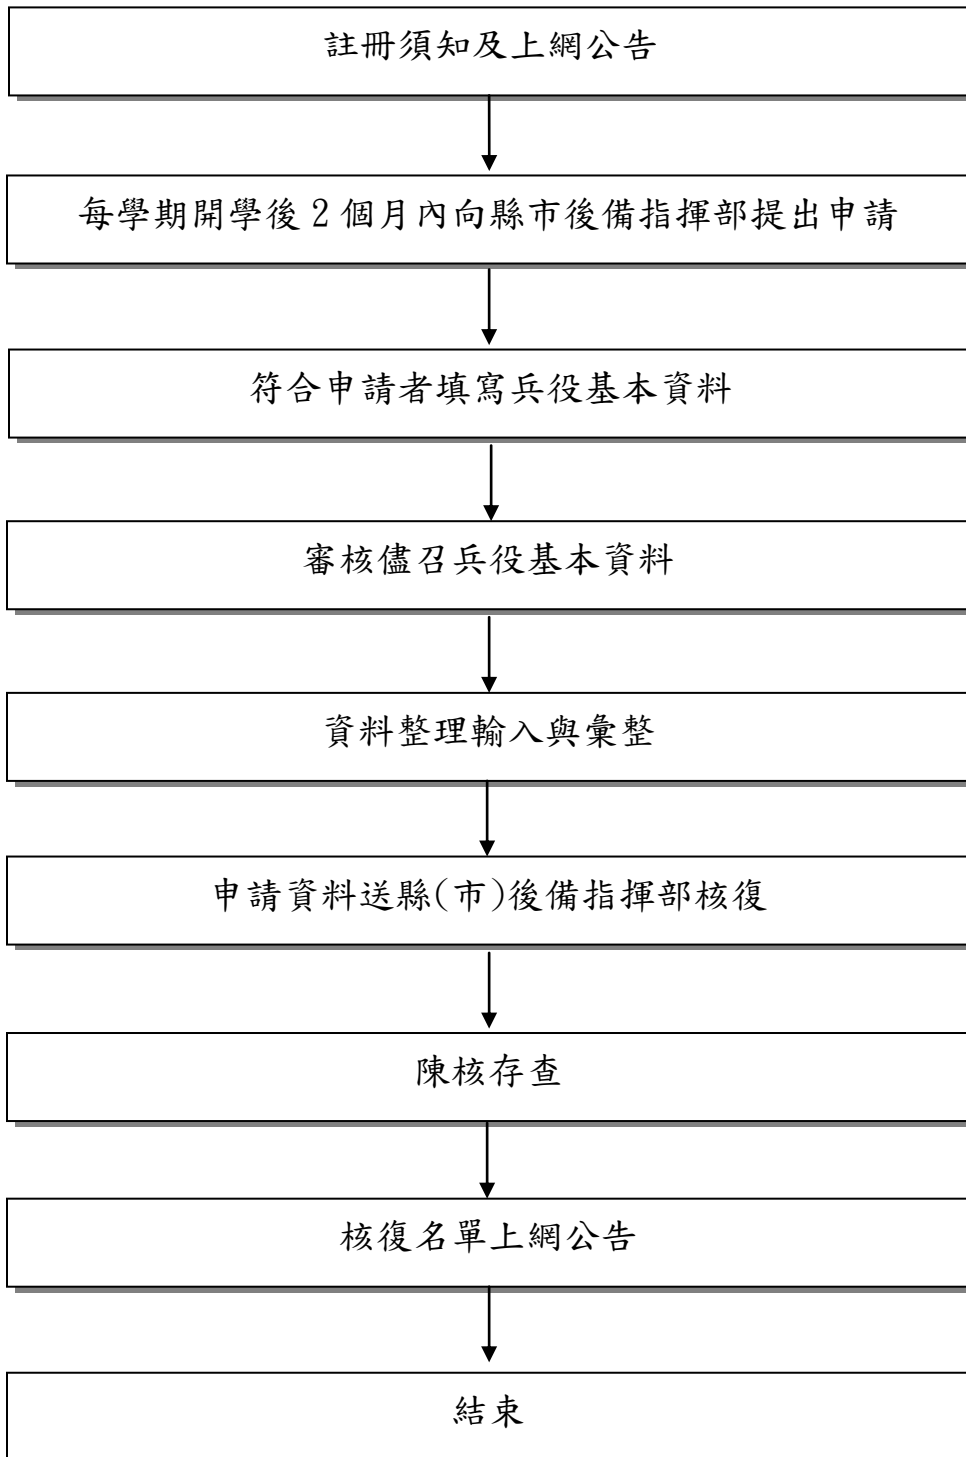 註冊須知及上網公告
每學期開學後 2 個月內向縣市後備指揮部提出申請
符合申請者填寫兵役基本資料
審核儘召兵役基本資料
資料整理輸入與彙整
申請資料送縣(市)後備指揮部核復
陳核存查
核復名單上網公告
結束